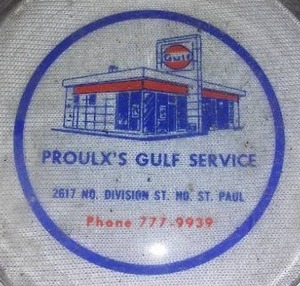 Gulf
PROULX'S GULF SERVICE
2617 NO. DIVISION ST. NO. ST. PAUL
Phone 777-9939